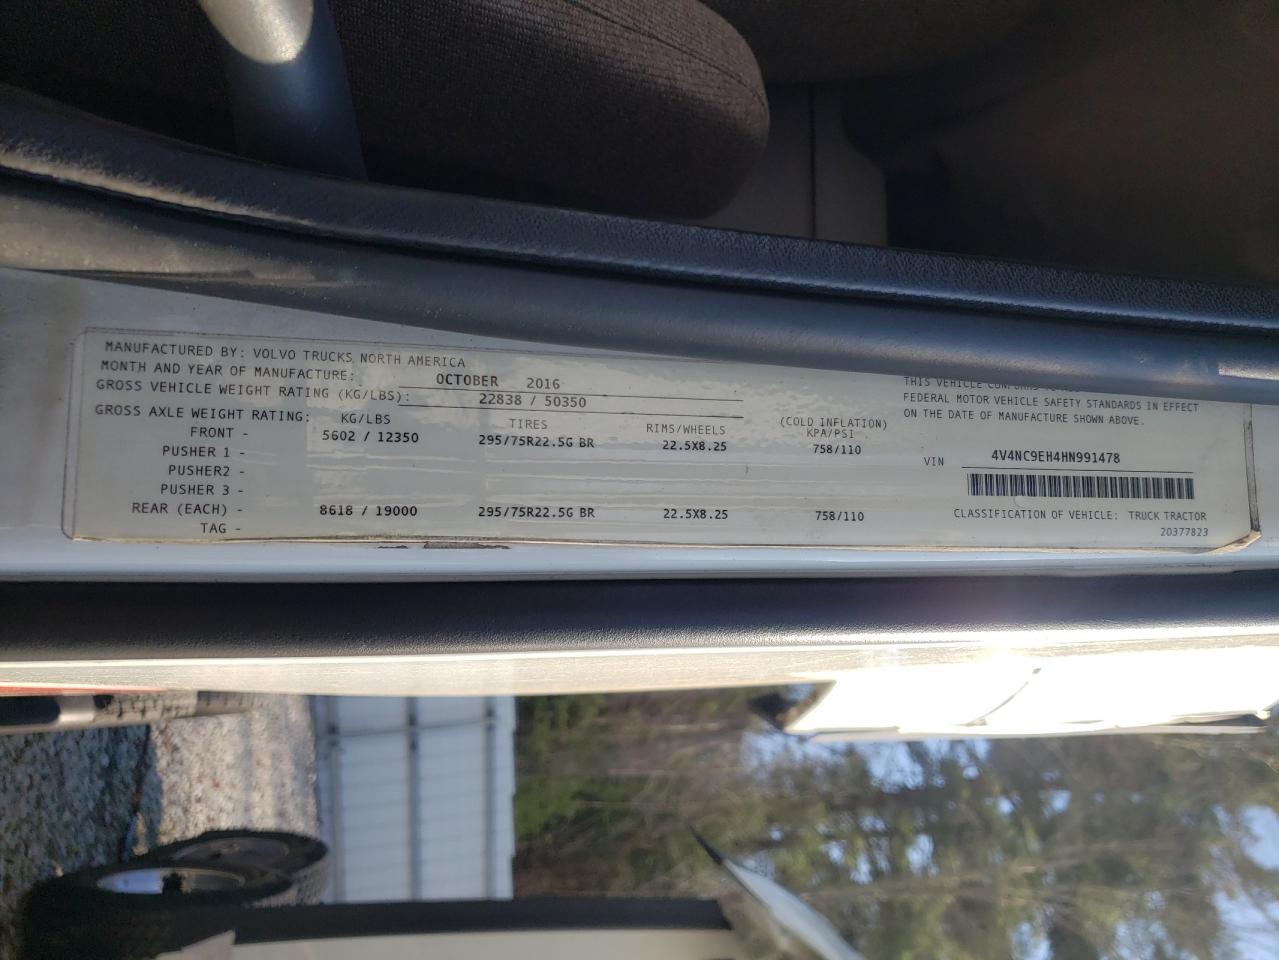 MANUFACTURED BY: VOLVO TRUCKS NORTH AMERICA
MONTH AND YEAR OF MANUFACTURE: OCTOBER 2016
GROSS VEHICLE WEIGHT RATING (KG/LBS): 22838 / 50350
GROSS AXLE WEIGHT RATING: KG/LBS TIRES RIMS/WHEELS (COLD INFLATION) KPA/PSI
FRONT - 5602 / 12350 295/75R22.5G BR 22.5X8.25 758/110
PUSHER 1 -
PUSHER2 -
PUSHER 3 -
REAR (EACH) - 8618 / 19000 295/75R22.5G BR 22.5X8.25 758/110
TAG -
THIS VEHICLE CONFORMS
FEDERAL MOTOR VEHICLE SAFETY STANDARDS IN EFFECT
ON THE DATE OF MANUFACTURE SHOWN ABOVE.
VIN 4V4NC9EH4HN991478
CLASSIFICATION OF VEHICLE: TRUCK TRACTOR
20377823